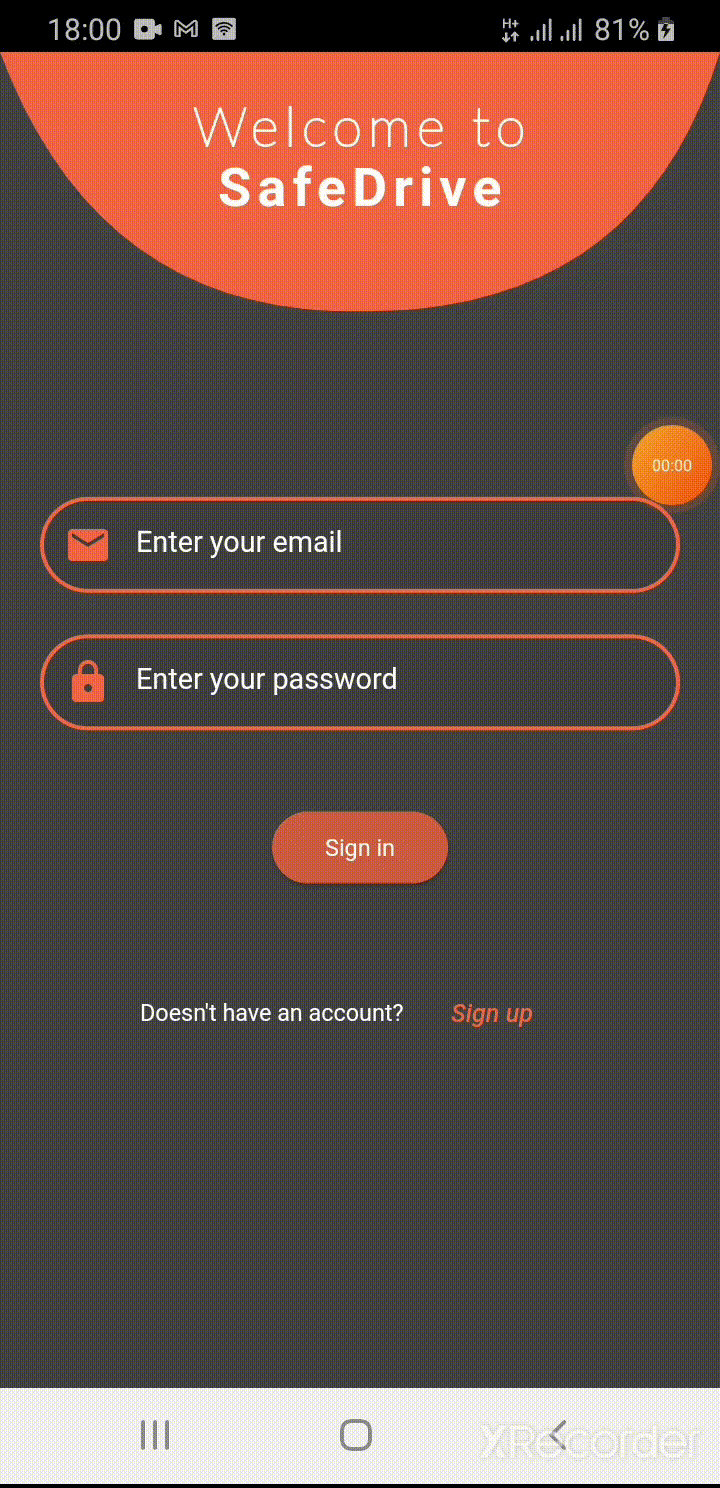 18:00 H+ 81%
Welcome to
SafeDrive
00:00
Enter your email
Enter your password
Sign in
Doesn't have an account? Sign up
XRecorder